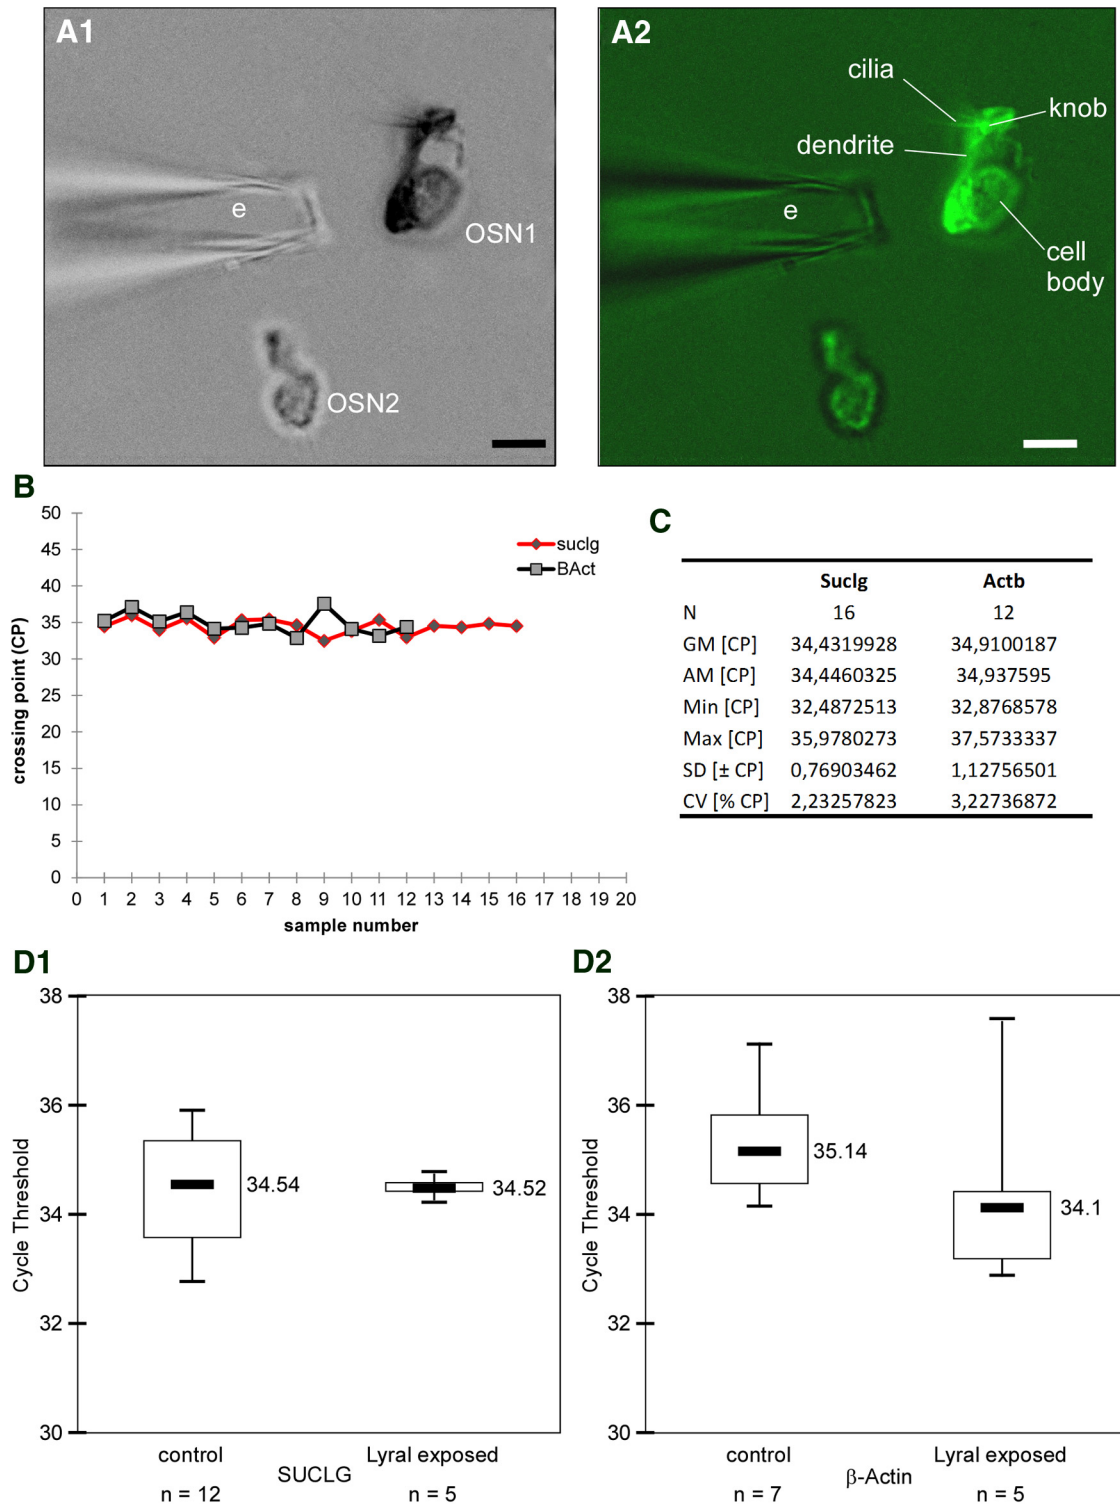 A1
e
OSN1
OSN2
A2
cilia
knob
dendrite
e
cell
body
B
50
45
40
35
30
25
20
15
10
5
0
crossing point (CP)
suclg
BAct
0 1 2 3 4 5 6 7 8 9 10 11 12 13 14 15 16 17 18 19 20
sample number
C
Suclg Actb
N 16 12
GM [CP] 34,4319928 34,9100187
AM [CP] 34,4460325 34,937595
Min [CP] 32,4872513 32,8768578
Max [CP] 35,9780273 37,5733337
SD [± CP] 0,76903462 1,12756501
CV [% CP] 2,23257823 3,22736872
D1
38
36
34
32
30
Cycle Threshold
34.54
34.52
control Lyral exposed
SUCLG
n = 12 n = 5
D2
38
36
34
32
30
Cycle Threshold
35.14
34.1
control Lyral exposed
β-Actin
n = 7 n = 5